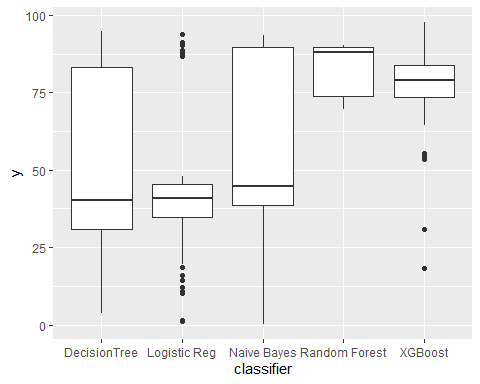 100
75
50
25
0
y
DecisionTree Logistic Reg Naive Bayes Random Forest XGBoost
classifier